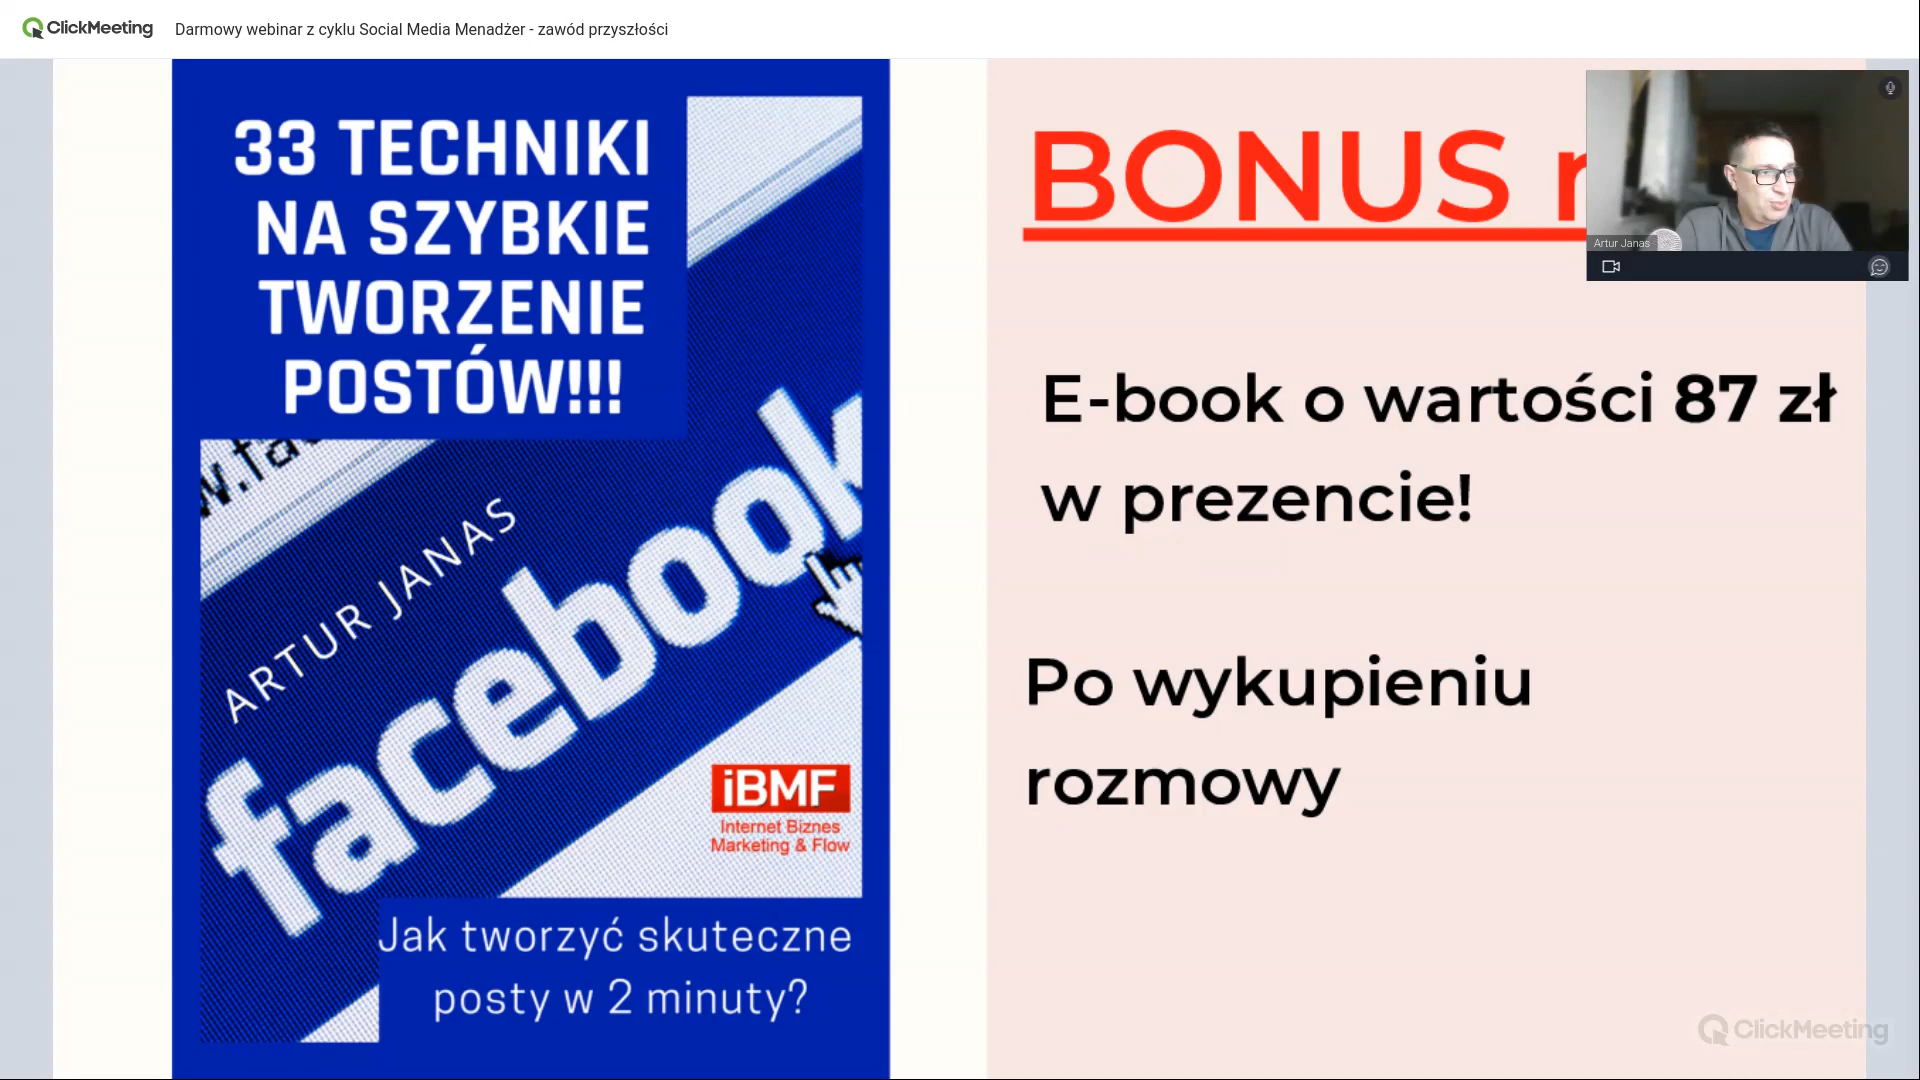 ClickMeeting
Darmowy webinar z cyklu Social Media Menadżer - zawód przyszłości
33 TECHNIKI
NA SZYBKIE
TWORZENIE
POSTÓW!!!
ARTUR JANAS
facebook
iBMF
Internet Biznes
Marketing & Flow
Jak tworzyć skuteczne
posty w 2 minuty?
BONUS
E-book o wartości 87 zł
w prezencie!
Po wykupieniu
rozmowy
Artur Janas
ClickMeeting